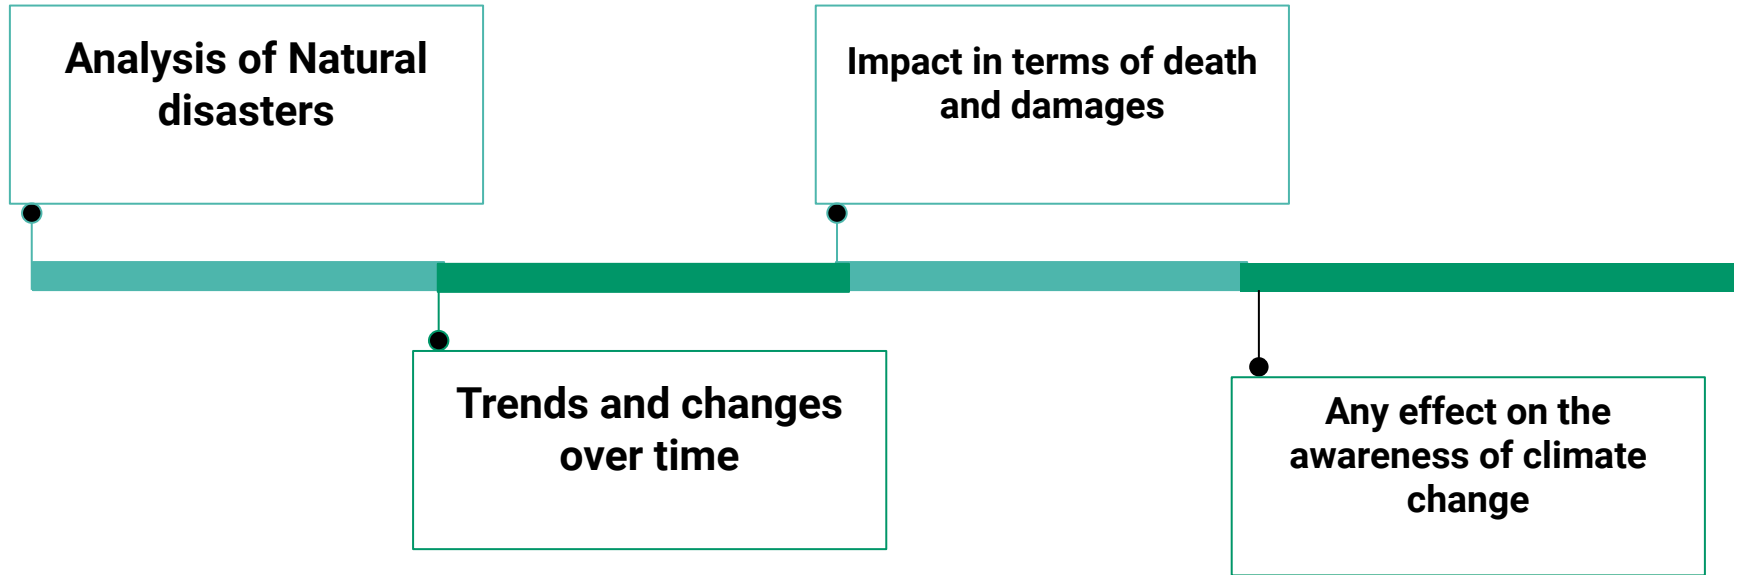 Analysis of Natural
disasters
Trends and changes
over time
Impact in terms of death
and damages
Any effect on the
awareness of climate
change